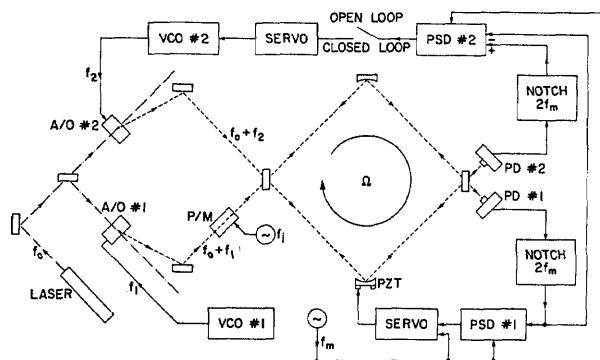 OPEN LOOP
VCO #2
SERVO
CLOSED LOOP
PSD #2
−
+
f₂
A/O #2
f₀+f₂
NOTCH
2fₘ
PD #2
Ω
PD #1
A/O #1
P/M
f₀
f₀+f₁
fⱼ
NOTCH
2fₘ
LASER
f₁
PZT
VCO #1
SERVO
PSD #1
fₘ